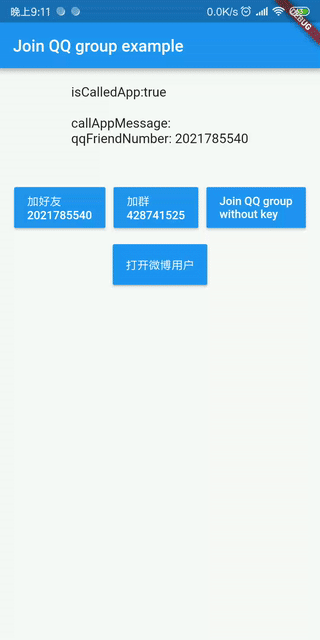 晚上9:11 0.0K/s
DEBUG
Join QQ group example
isCalledApp:true
callAppMessage:
qqFriendNumber: 2021785540
加好友
2021785540
加群
428741525
Join QQ group
without key
打开微博用户